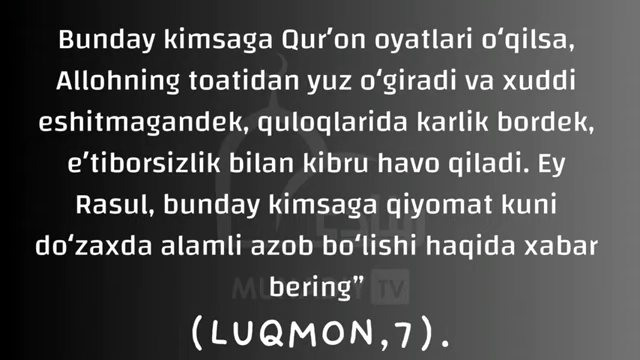 Bunday kimsaga Qur’on oyatlari o‘qilsa,
Allohning toatidan yuz o‘giradi va xuddi
eshitmagandek, quloqlarida karlik bordek,
e’tiborsizlik bilan kibru havo qiladi. Ey
Rasul, bunday kimsaga qiyomat kuni
do‘zaxda alamli azob bo‘lishi haqida xabar
bering”
(LUQMON,7).